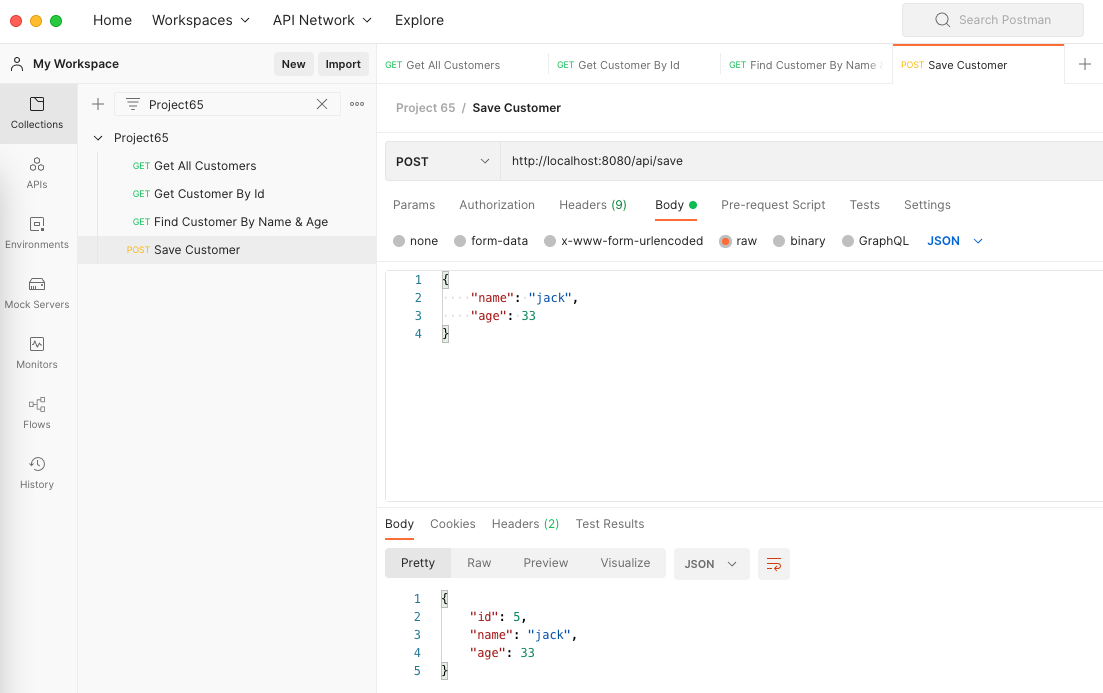 Home Workspaces API Network Explore Search Postman
My Workspace New Import
GET Get All Customers GET Get Customer By Id GET Find Customer By Name POST Save Customer
Collections
APIs
Environments
Mock Servers
Monitors
Flows
History
Project65
Project65
GET Get All Customers
GET Get Customer By Id
GET Find Customer By Name & Age
POST Save Customer
Project 65 / Save Customer
POST http://localhost:8080/api/save
Params Authorization Headers (9) Body Pre-request Script Tests Settings
none form-data x-www-form-urlencoded raw binary GraphQL JSON
1 {
2 "name": "jack",
3 "age": 33
4 }
Body Cookies Headers (2) Test Results
Pretty Raw Preview Visualize JSON
1 {
2 "id": 5,
3 "name": "jack",
4 "age": 33
5 }